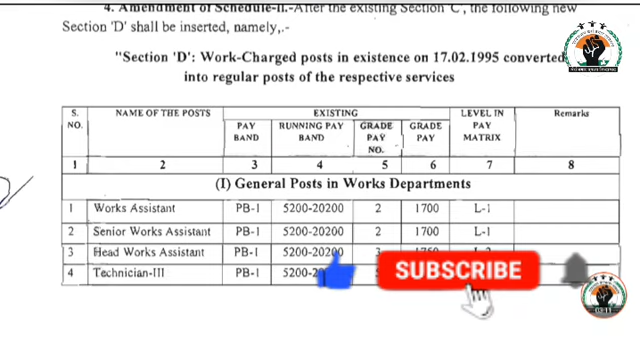 4. Amendment of Schedule-II.-After the existing Section 'C', the following new
Section 'D' shall be inserted, namely,.-
"Section 'D': Work-Charged posts in existence on 17.02.1995 converted
into regular posts of the respective services
S. NO. NAME OF THE POSTS EXISTING LEVEL IN PAY MATRIX Remarks
PAY BAND RUNNING PAY BAND GRADE PAY NO. GRADE PAY
1 2 3 4 5 6 7 8
(I) General Posts in Works Departments
1 Works Assistant PB-1 5200-20200 2 1700 L-1
2 Senior Works Assistant PB-1 5200-20200 2 1700 L-1
3 Head Works Assistant PB-1 5200-20200
4 Technician-III PB-1
SUBSCRIBE